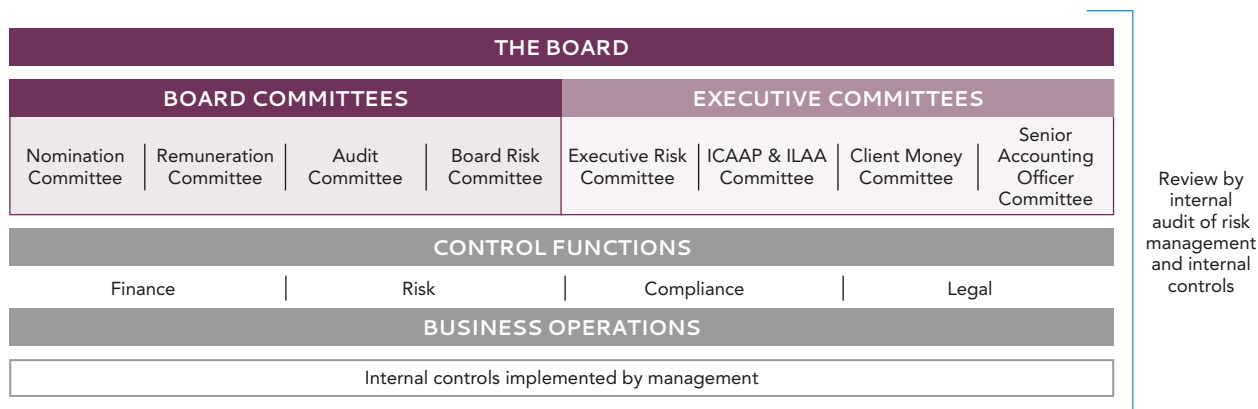 THE BOARD
BOARD COMMITTEES
EXECUTIVE COMMITTEES
Nomination
Committee
Remuneration
Committee
Audit
Committee
Board Risk
Committee
Executive Risk
Committee
ICAAP & ILAA
Committee
Client Money
Committee
Senior
Accounting
Officer
Committee
CONTROL FUNCTIONS
Finance
Risk
Compliance
Legal
BUSINESS OPERATIONS
Internal controls implemented by management
Review by
internal
audit of risk
management
and internal
controls